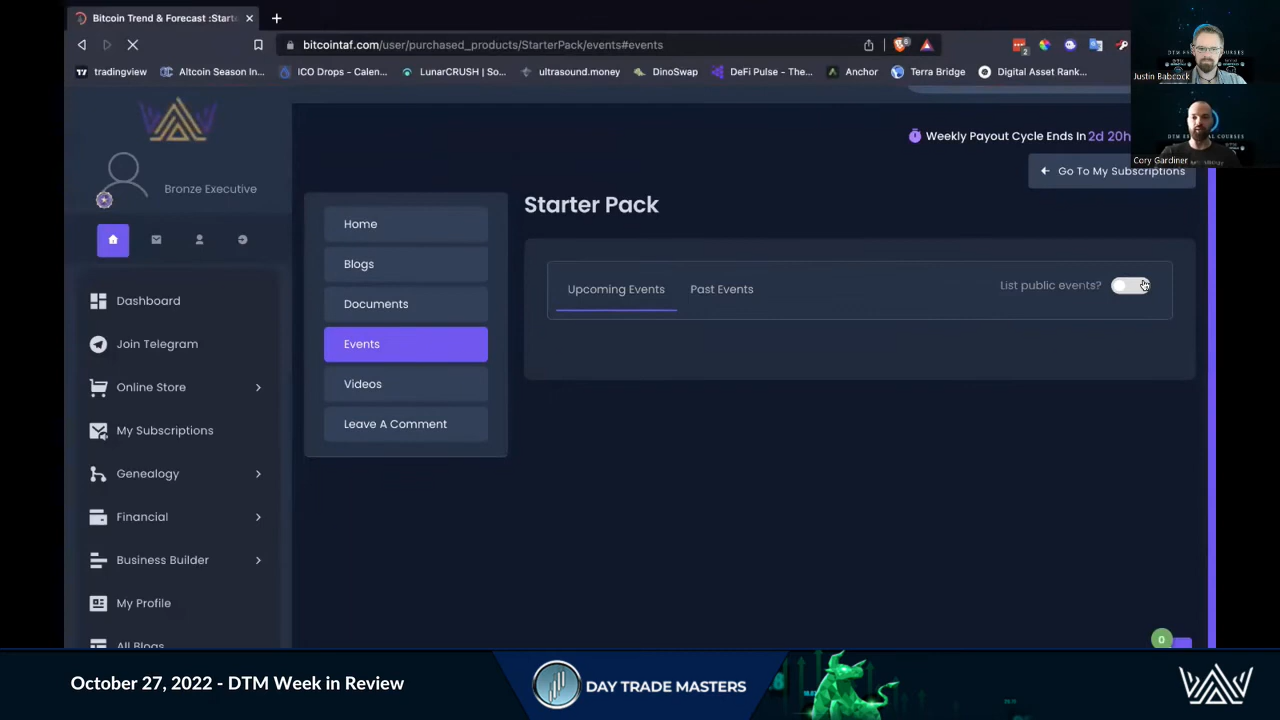 Bitcoin Trend & Forecast :Starte
bitcointaf.com/user/purchased_products/StarterPack/events#events
tradingview
Altcoin Season In...
ICO Drops - Calen...
LunarCRUSH | So...
ultrasound.money
DinoSwap
DeFi Pulse - The...
Anchor
Terra Bridge
Digital Asset Rank...
Justin Babcock
Cory Gardiner
Weekly Payout Cycle Ends In 2d 20h
Go To My Subscriptions
Bronze Executive
Dashboard
Join Telegram
Online Store
My Subscriptions
Genealogy
Financial
Business Builder
My Profile
All Blogs
Home
Blogs
Documents
Events
Videos
Leave A Comment
Starter Pack
Upcoming Events
Past Events
List public events?
0
October 27, 2022 - DTM Week in Review
DAY TRADE MASTERS